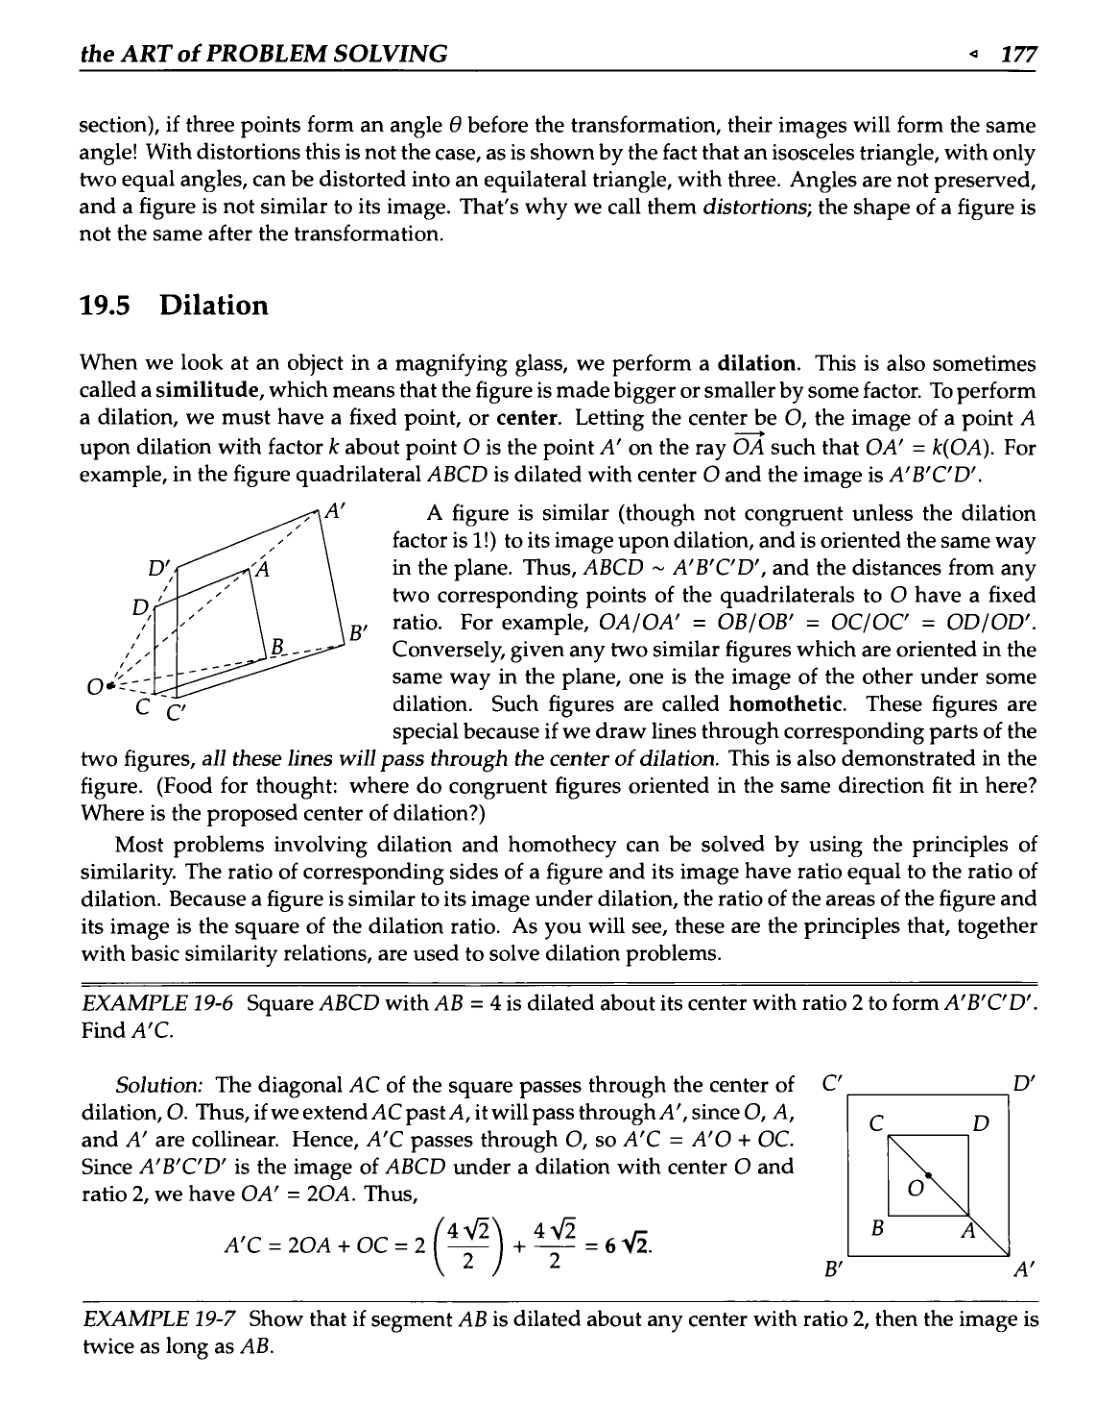 the ART of PROBLEM SOLVING ◃ 177
section), if three points form an angle θ before the transformation, their images will form the same
angle! With distortions this is not the case, as is shown by the fact that an isosceles triangle, with only
two equal angles, can be distorted into an equilateral triangle, with three. Angles are not preserved,
and a figure is not similar to its image. That's why we call them distortions; the shape of a figure is
not the same after the transformation.
19.5 Dilation
When we look at an object in a magnifying glass, we perform a dilation. This is also sometimes
called a similitude, which means that the figure is made bigger or smaller by some factor. To perform
a dilation, we must have a fixed point, or center. Letting the center be O, the image of a point A
upon dilation with factor k about point O is the point A′ on the ray O⃗A⃗ such that OA′ = k(OA). For
example, in the figure quadrilateral ABCD is dilated with center O and the image is A′B′C′D′.
A′
D′
A
D
B′
B
O
C C′
A figure is similar (though not congruent unless the dilation
factor is 1!) to its image upon dilation, and is oriented the same way
in the plane. Thus, ABCD ~ A′B′C′D′, and the distances from any
two corresponding points of the quadrilaterals to O have a fixed
ratio. For example, OA/OA′ = OB/OB′ = OC/OC′ = OD/OD′.
Conversely, given any two similar figures which are oriented in the
same way in the plane, one is the image of the other under some
dilation. Such figures are called homothetic. These figures are
special because if we draw lines through corresponding parts of the
two figures, all these lines will pass through the center of dilation. This is also demonstrated in the
figure. (Food for thought: where do congruent figures oriented in the same direction fit in here?
Where is the proposed center of dilation?)
Most problems involving dilation and homothecy can be solved by using the principles of
similarity. The ratio of corresponding sides of a figure and its image have ratio equal to the ratio of
dilation. Because a figure is similar to its image under dilation, the ratio of the areas of the figure and
its image is the square of the dilation ratio. As you will see, these are the principles that, together
with basic similarity relations, are used to solve dilation problems.
EXAMPLE 19-6 Square ABCD with AB = 4 is dilated about its center with ratio 2 to form A′B′C′D′.
Find A′C.
Solution: The diagonal AC of the square passes through the center of
dilation, O. Thus, if we extend AC past A, it will pass through A′, since O, A,
and A′ are collinear. Hence, A′C passes through O, so A′C = A′O + OC.
Since A′B′C′D′ is the image of ABCD under a dilation with center O and
ratio 2, we have OA′ = 2OA. Thus,
A′C = 2OA + OC = 2 (4√2/2) + 4√2/2 = 6√2.
C′ D′
C D
O
B A
B′ A′
EXAMPLE 19-7 Show that if segment AB is dilated about any center with ratio 2, then the image is
twice as long as AB.